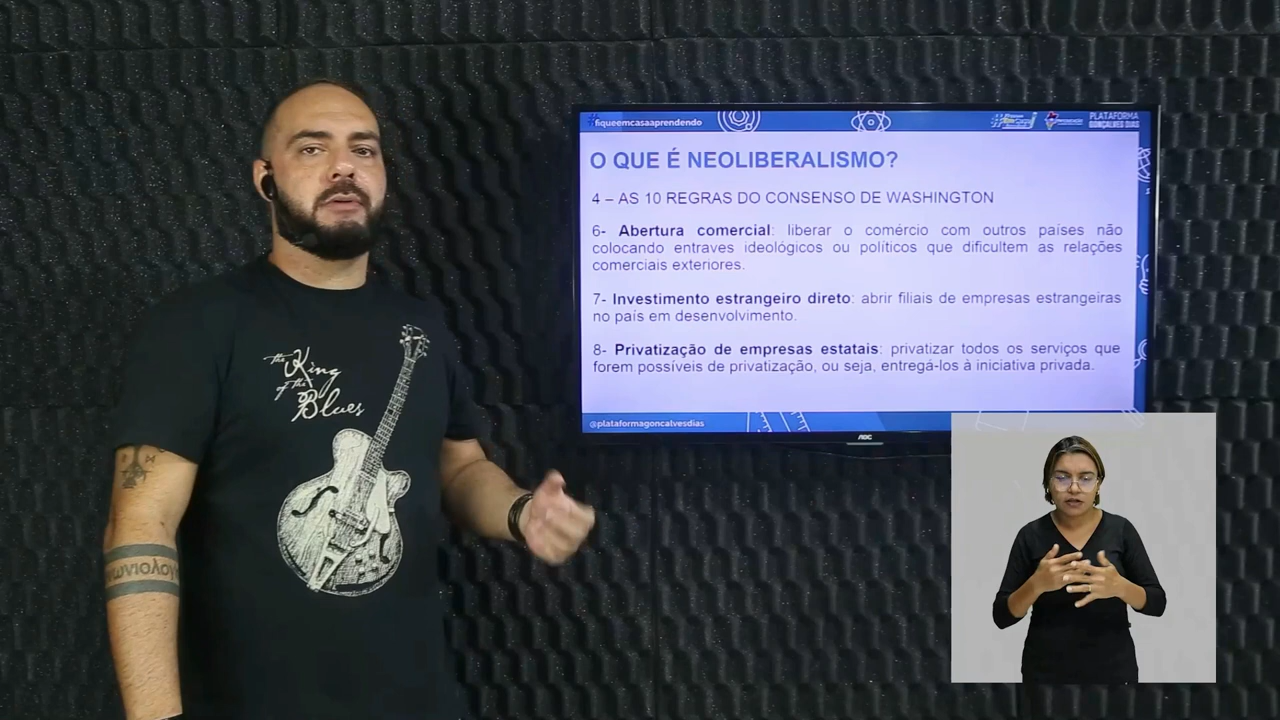 #fiqueemcasaaprendendo
PLATAFORMA
GONÇALVES DIAS
O QUE É NEOLIBERALISMO?
4 – AS 10 REGRAS DO CONSENSO DE WASHINGTON
6- Abertura comercial: liberar o comércio com outros países não
colocando entraves ideológicos ou políticos que dificultem as relações
comerciais exteriores.
7- Investimento estrangeiro direto: abrir filiais de empresas estrangeiras
no país em desenvolvimento.
8- Privatização de empresas estatais: privatizar todos os serviços que
forem possíveis de privatização, ou seja, entregá-los à iniciativa privada.
@plataformagoncalvesdias
AOC
the King
of the
Blues